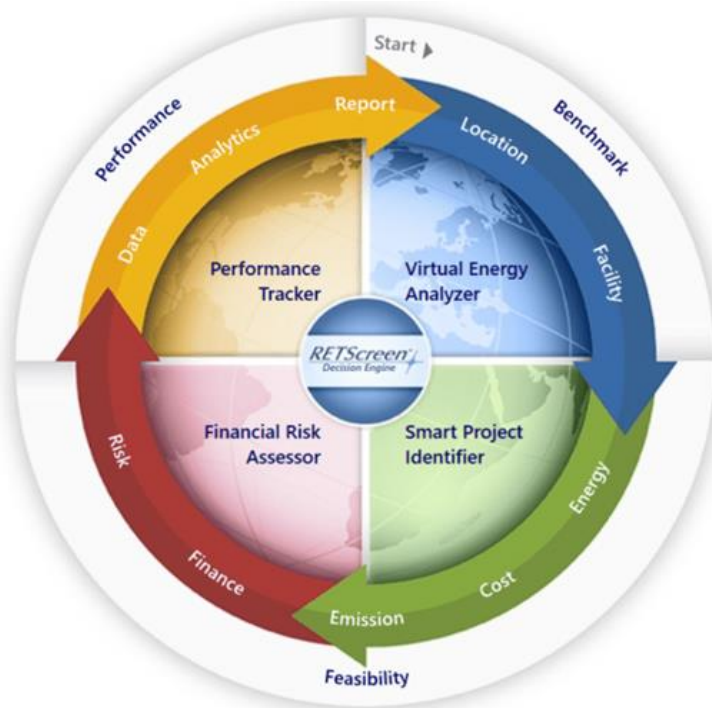 Start
Performance
Benchmark
Report
Analytics
Data
Location
Facility
Performance
Tracker
Virtual Energy
Analyzer
RETScreen
Decision Engine
Financial Risk
Assessor
Smart Project
Identifier
Risk
Finance
Energy
Cost
Emission
Feasibility